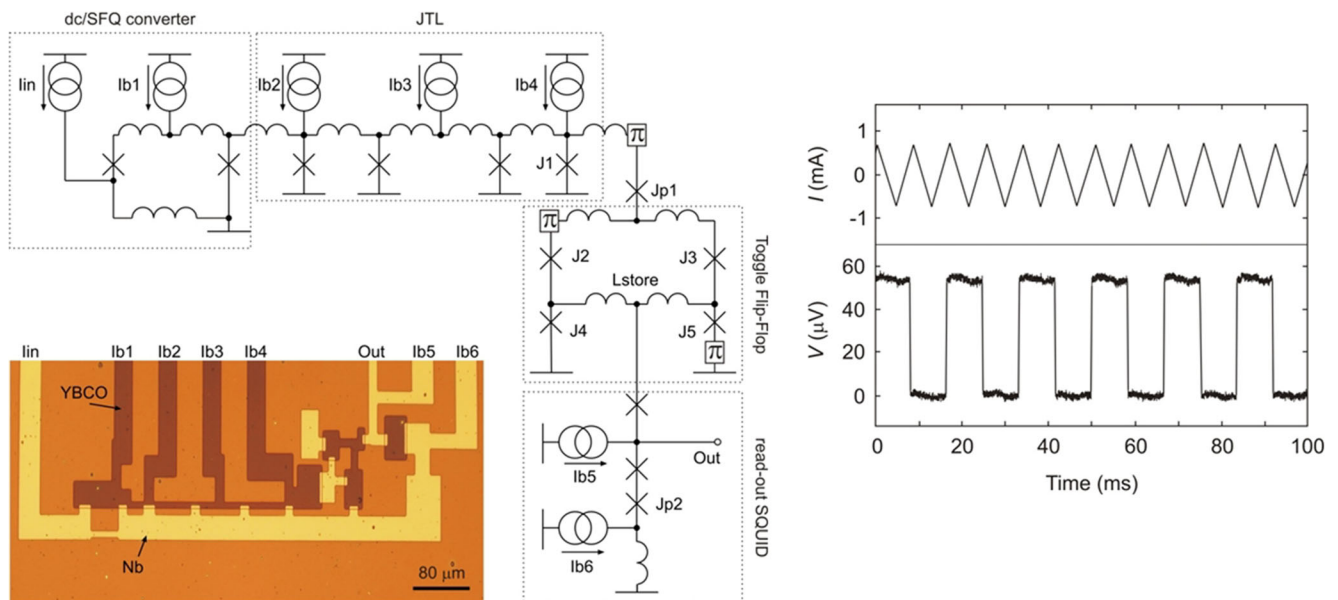 dc/SFQ converter
JTL
Iin
Ib1
Ib2
Ib3
Ib4
J1
π
Jp1
π
J2
J3
Lstore
J4
J5
π
Toggle Flip-Flop
Ib5
Out
Jp2
Ib6
read-out SQUID
Iin Ib1 Ib2 Ib3 Ib4 Out Ib5 Ib6
YBCO
Nb
80 µm
I (mA)
1
0
-1
V (µV)
60
40
20
0
0 20 40 60 80 100
Time (ms)